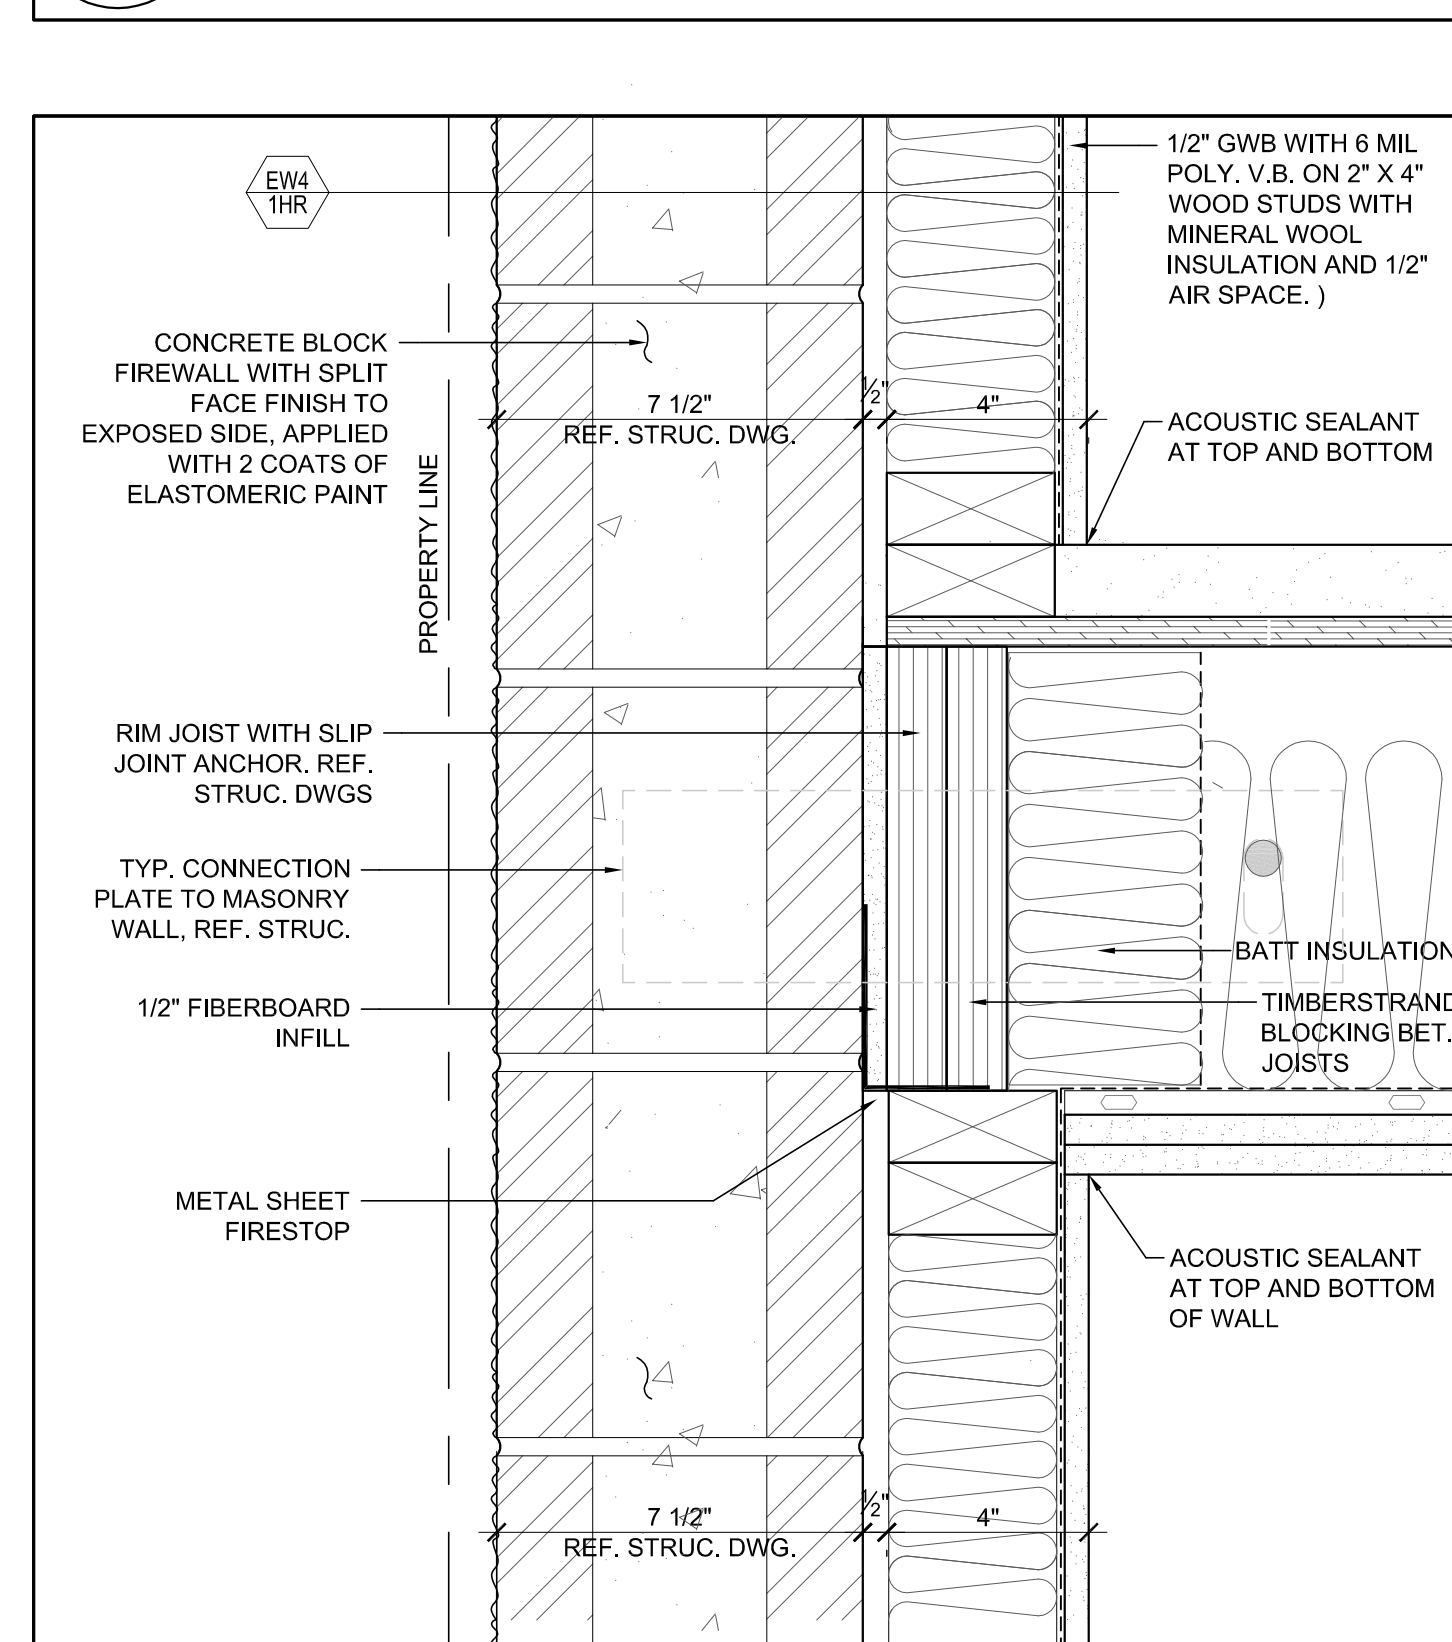 EW4
1HR
1/2" GWB WITH 6 MIL
POLY. V.B. ON 2" X 4"
WOOD STUDS WITH
MINERAL WOOL
INSULATION AND 1/2"
AIR SPACE. )
CONCRETE BLOCK
FIREWALL WITH SPLIT
FACE FINISH TO
EXPOSED SIDE, APPLIED
WITH 2 COATS OF
ELASTOMERIC PAINT
PROPERTY LINE
7 1/2"
REF. STRUC. DWG.
1/2"
4"
ACOUSTIC SEALANT
AT TOP AND BOTTOM
RIM JOIST WITH SLIP
JOINT ANCHOR. REF.
STRUC. DWGS
TYP. CONNECTION
PLATE TO MASONRY
WALL, REF. STRUC.
1/2" FIBERBOARD
INFILL
BATT INSULATION
TIMBERSTRAND
BLOCKING BET.
JOISTS
METAL SHEET
FIRESTOP
ACOUSTIC SEALANT
AT TOP AND BOTTOM
OF WALL
7 1/2"
REF. STRUC. DWG.
1/2"
4"